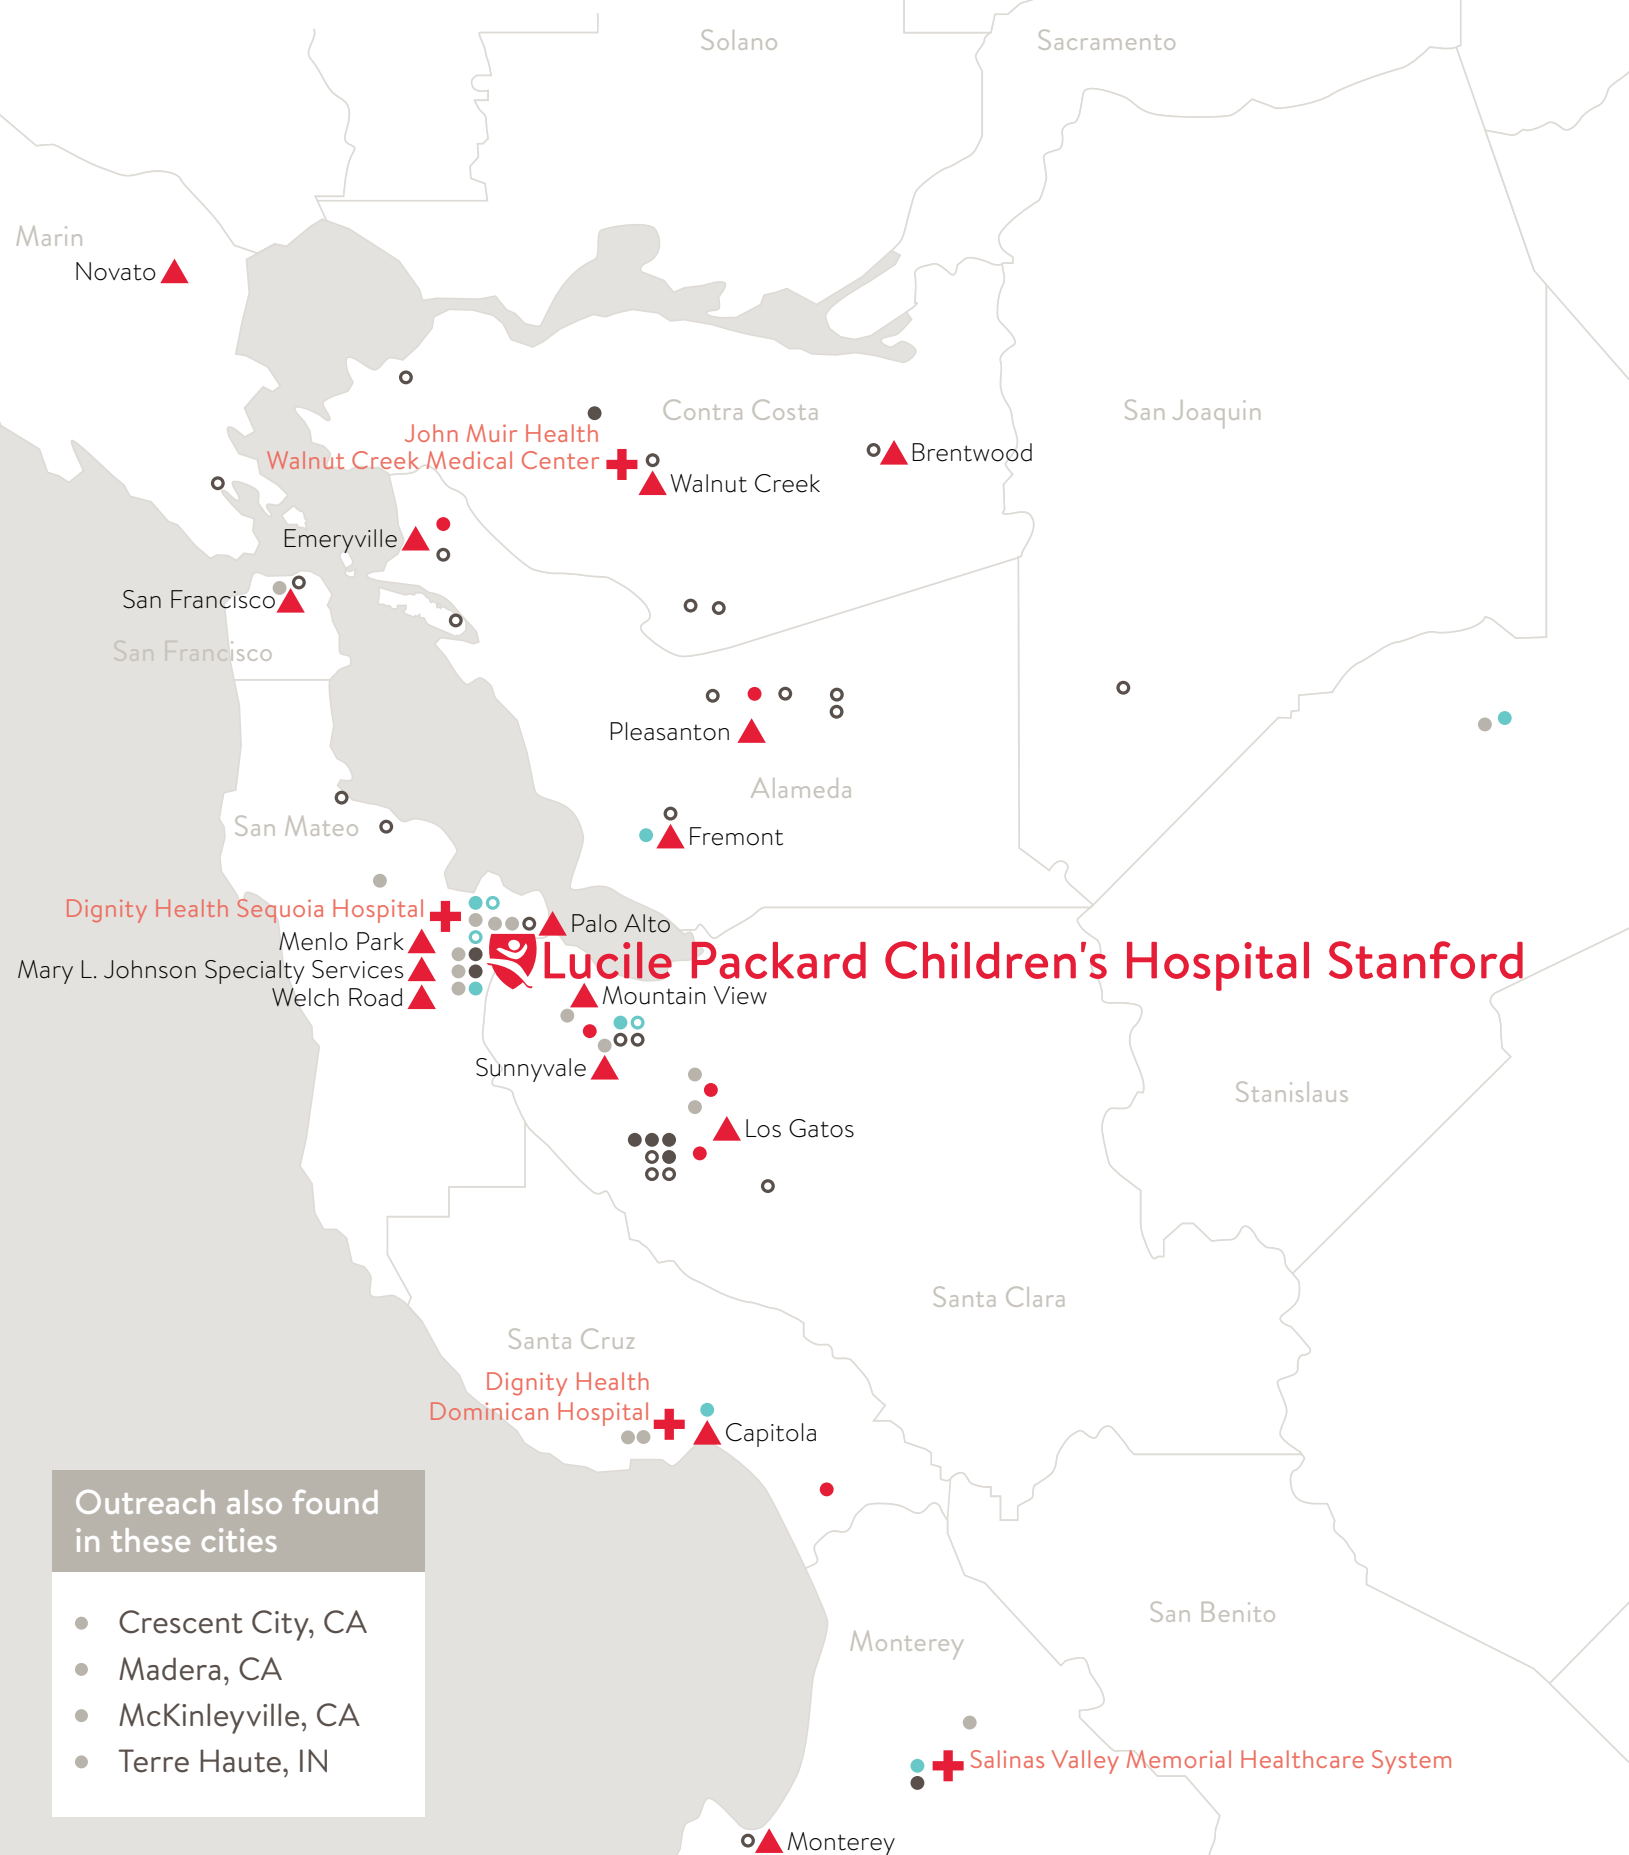 Solano
Sacramento
Marin
Novato
Contra Costa
San Joaquin
John Muir Health
Walnut Creek Medical Center
Brentwood
Walnut Creek
Emeryville
San Francisco
San Francisco
Pleasanton
Alameda
San Mateo
Fremont
Dignity Health Sequoia Hospital
Palo Alto
Menlo Park
Lucile Packard Children's Hospital Stanford
Mary L. Johnson Specialty Services
Welch Road
Mountain View
Sunnyvale
Stanislaus
Los Gatos
Santa Clara
Santa Cruz
Dignity Health
Dominican Hospital
Capitola
Outreach also found
in these cities
Crescent City, CA
Madera, CA
McKinleyville, CA
Terre Haute, IN
San Benito
Monterey
Salinas Valley Memorial Healthcare System
Monterey